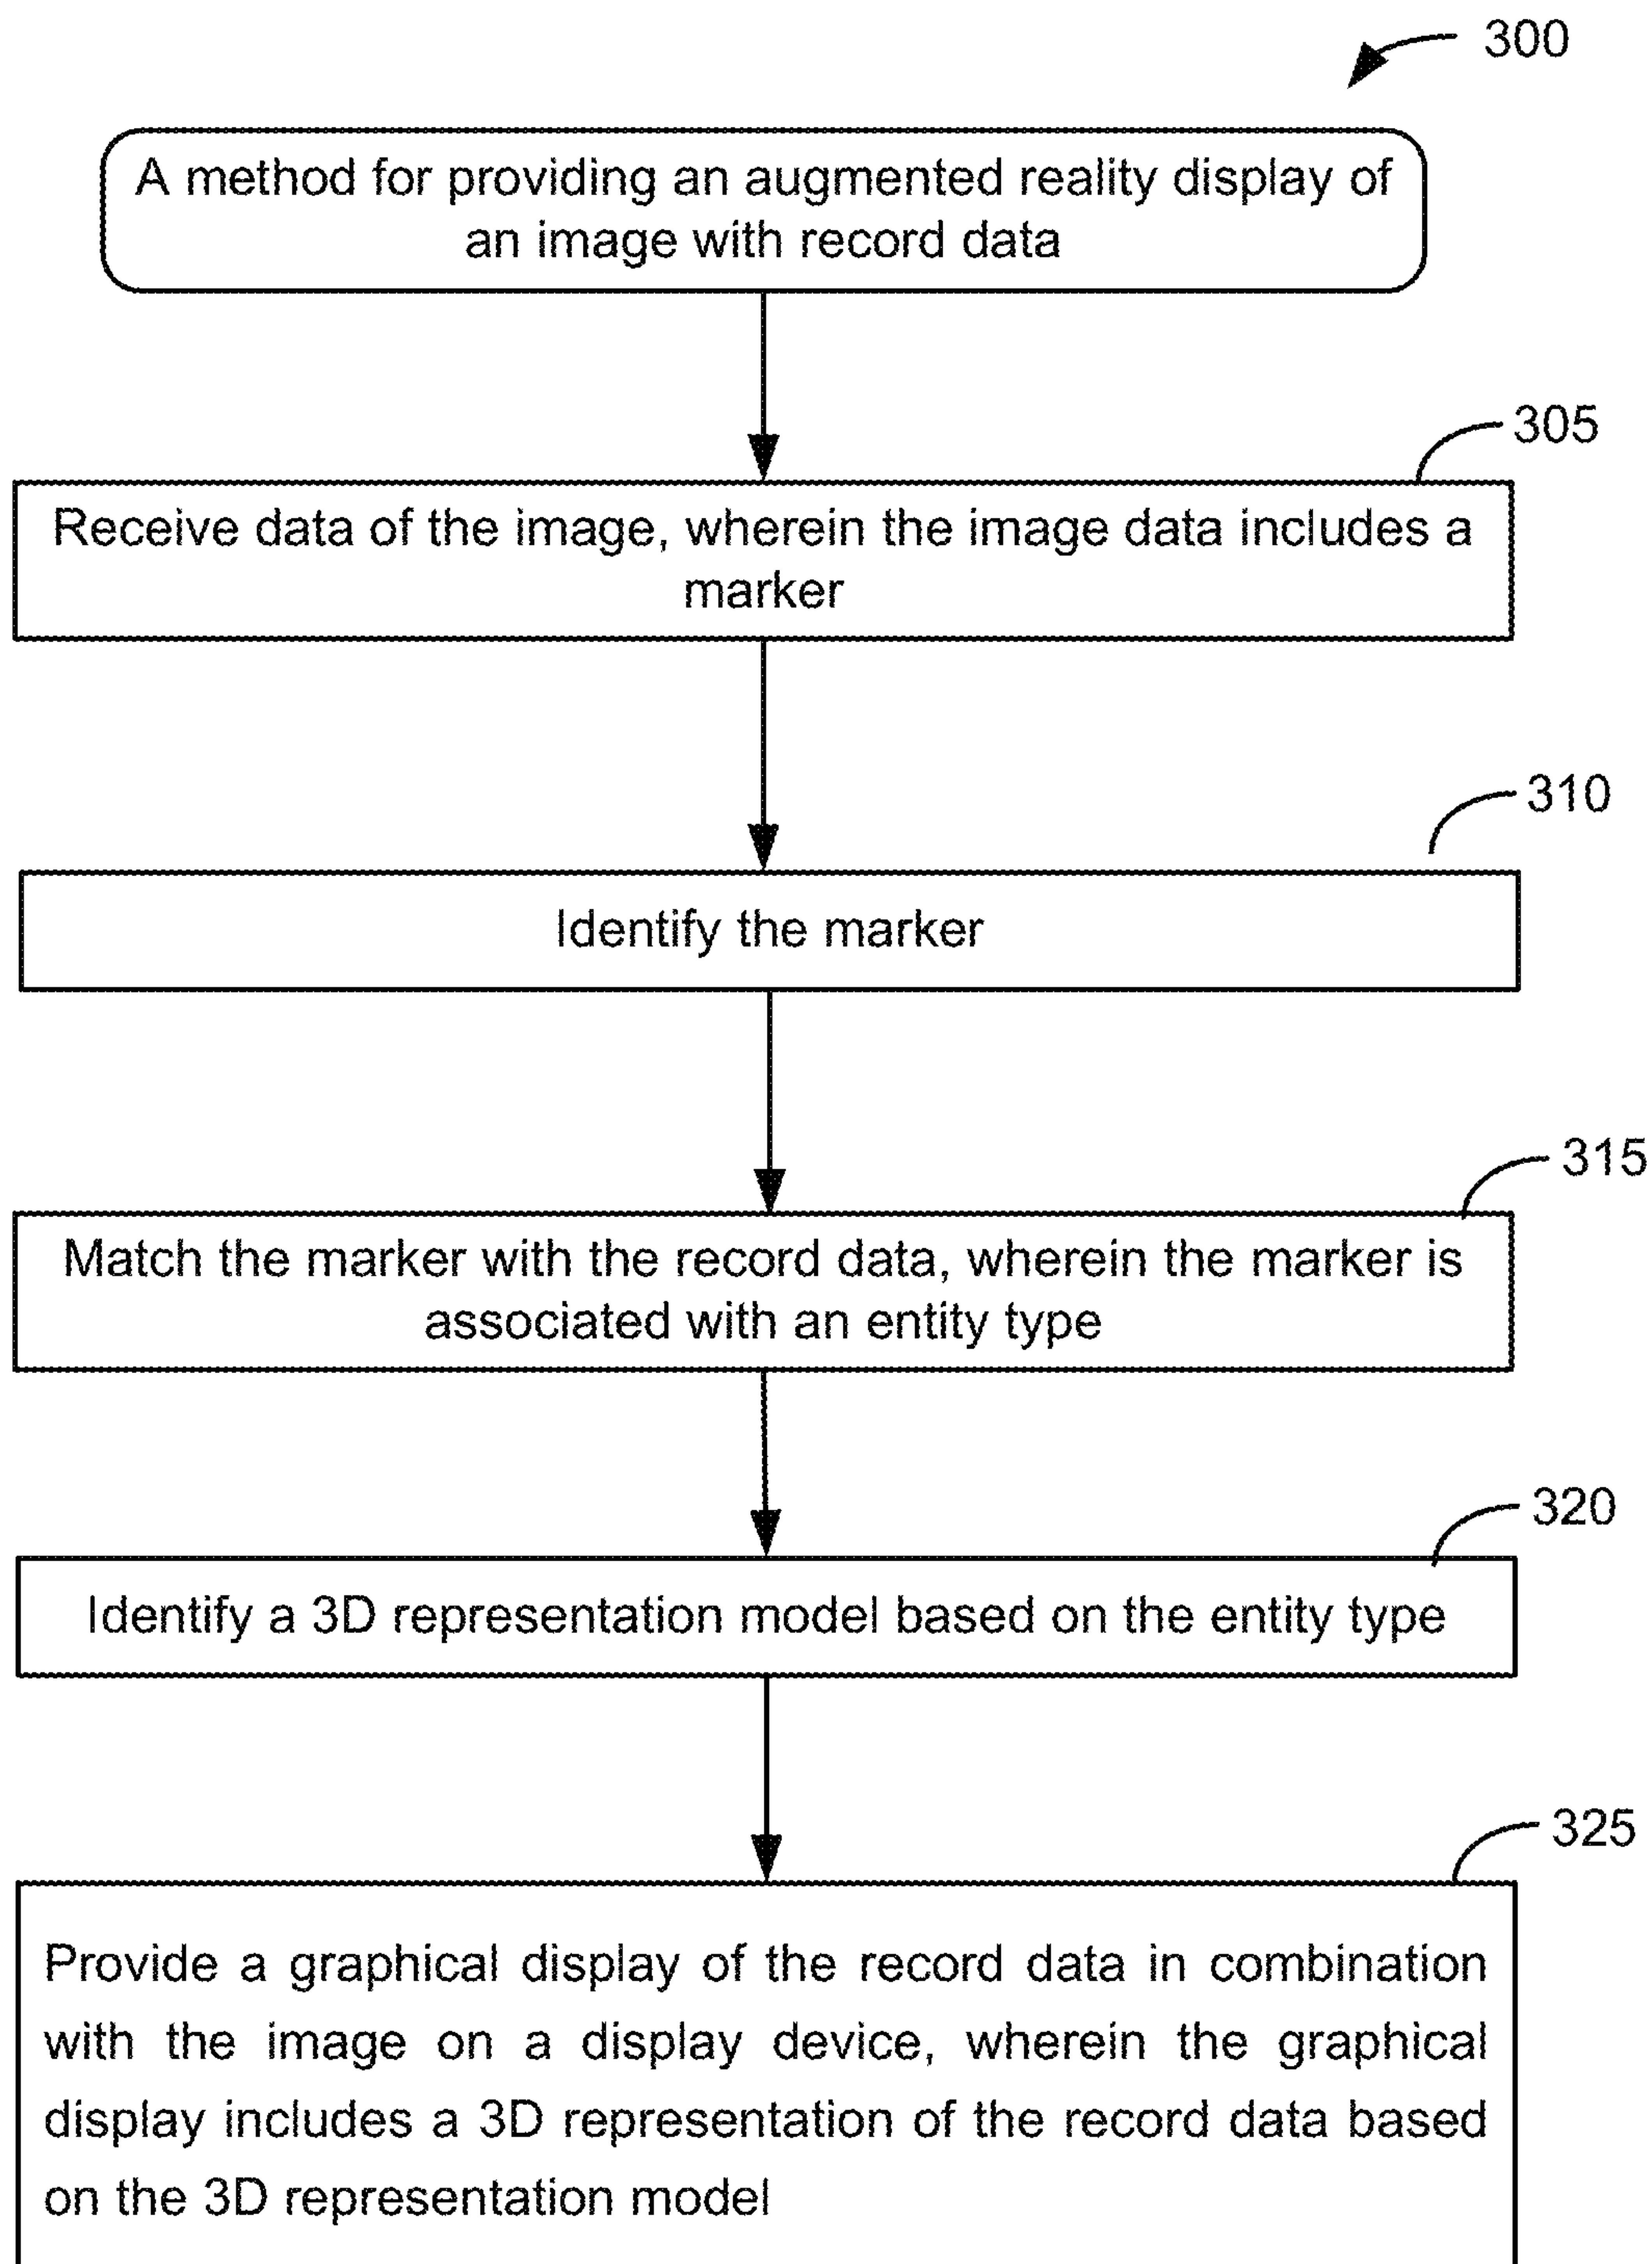 300
A method for providing an augmented reality display of
an image with record data
305
Receive data of the image, wherein the image data includes a
marker
310
Identify the marker
315
Match the marker with the record data, wherein the marker is
associated with an entity type
320
Identify a 3D representation model based on the entity type
325
Provide a graphical display of the record data in combination
with the image on a display device, wherein the graphical
display includes a 3D representation of the record data based
on the 3D representation model